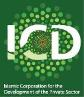 ICD
Islamic Corporation for the
Development of the Private Sector